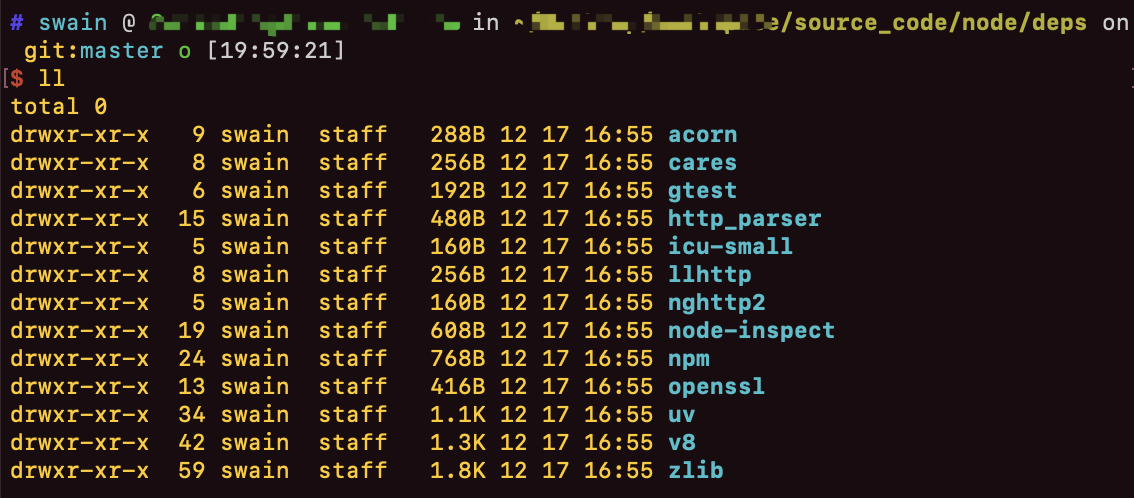 # swain @ in e/source_code/node/deps on
git:master o [19:59:21]
[$ ll ]
total 0
drwxr-xr-x 9 swain staff 288B 12 17 16:55 acorn
drwxr-xr-x 8 swain staff 256B 12 17 16:55 cares
drwxr-xr-x 6 swain staff 192B 12 17 16:55 gtest
drwxr-xr-x 15 swain staff 480B 12 17 16:55 http_parser
drwxr-xr-x 5 swain staff 160B 12 17 16:55 icu-small
drwxr-xr-x 8 swain staff 256B 12 17 16:55 llhttp
drwxr-xr-x 5 swain staff 160B 12 17 16:55 nghttp2
drwxr-xr-x 19 swain staff 608B 12 17 16:55 node-inspect
drwxr-xr-x 24 swain staff 768B 12 17 16:55 npm
drwxr-xr-x 13 swain staff 416B 12 17 16:55 openssl
drwxr-xr-x 34 swain staff 1.1K 12 17 16:55 uv
drwxr-xr-x 42 swain staff 1.3K 12 17 16:55 v8
drwxr-xr-x 59 swain staff 1.8K 12 17 16:55 zlib